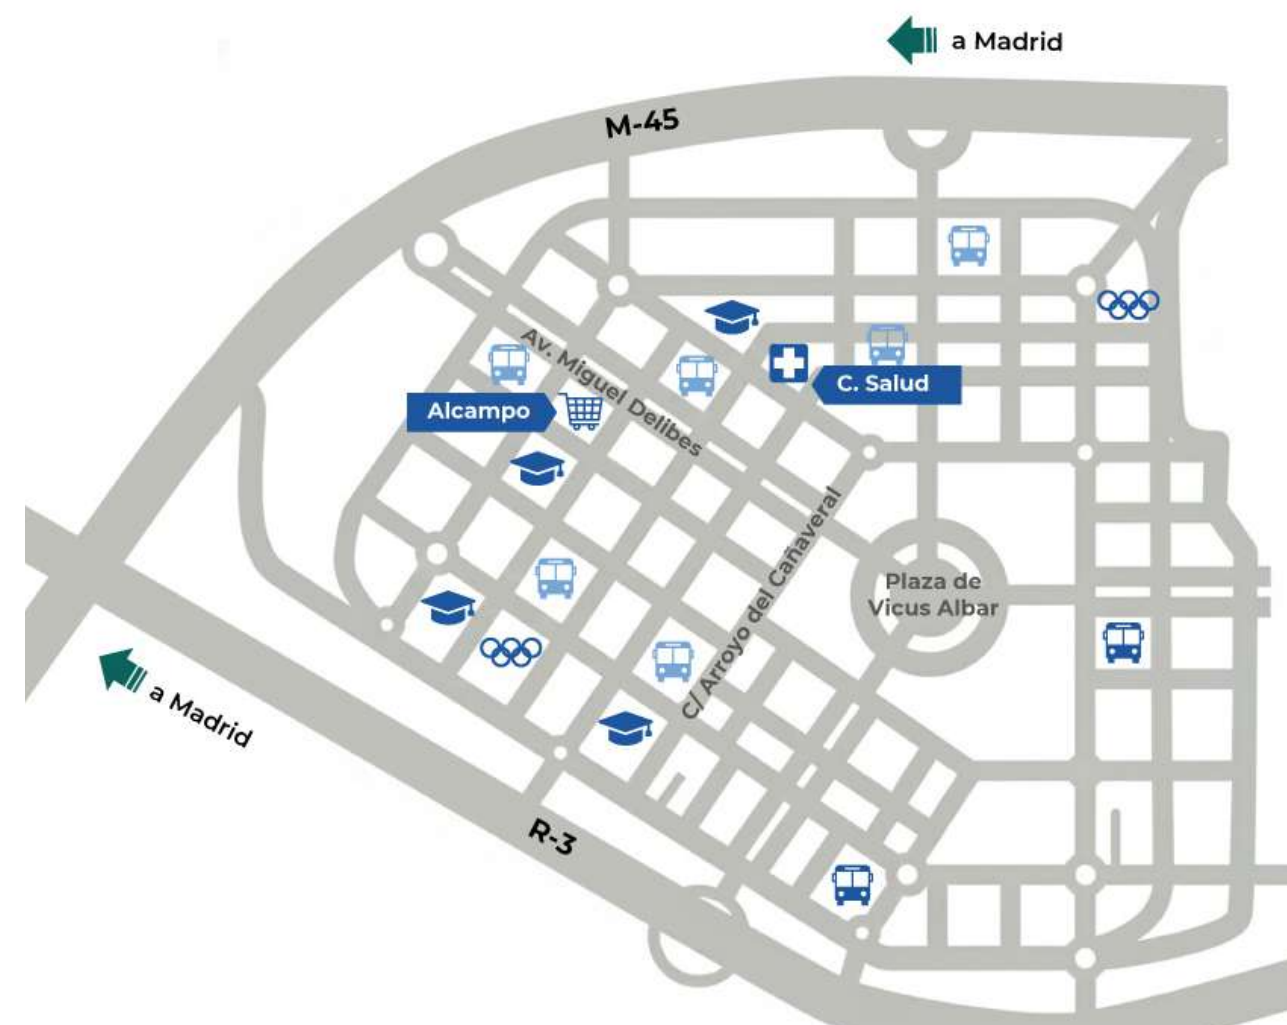 a Madrid
M-45
Av. Miguel Delibes
C. Salud
Alcampo
C/ Arroyo del Cañaveral
Plaza de
Vicus Albar
a Madrid
R-3